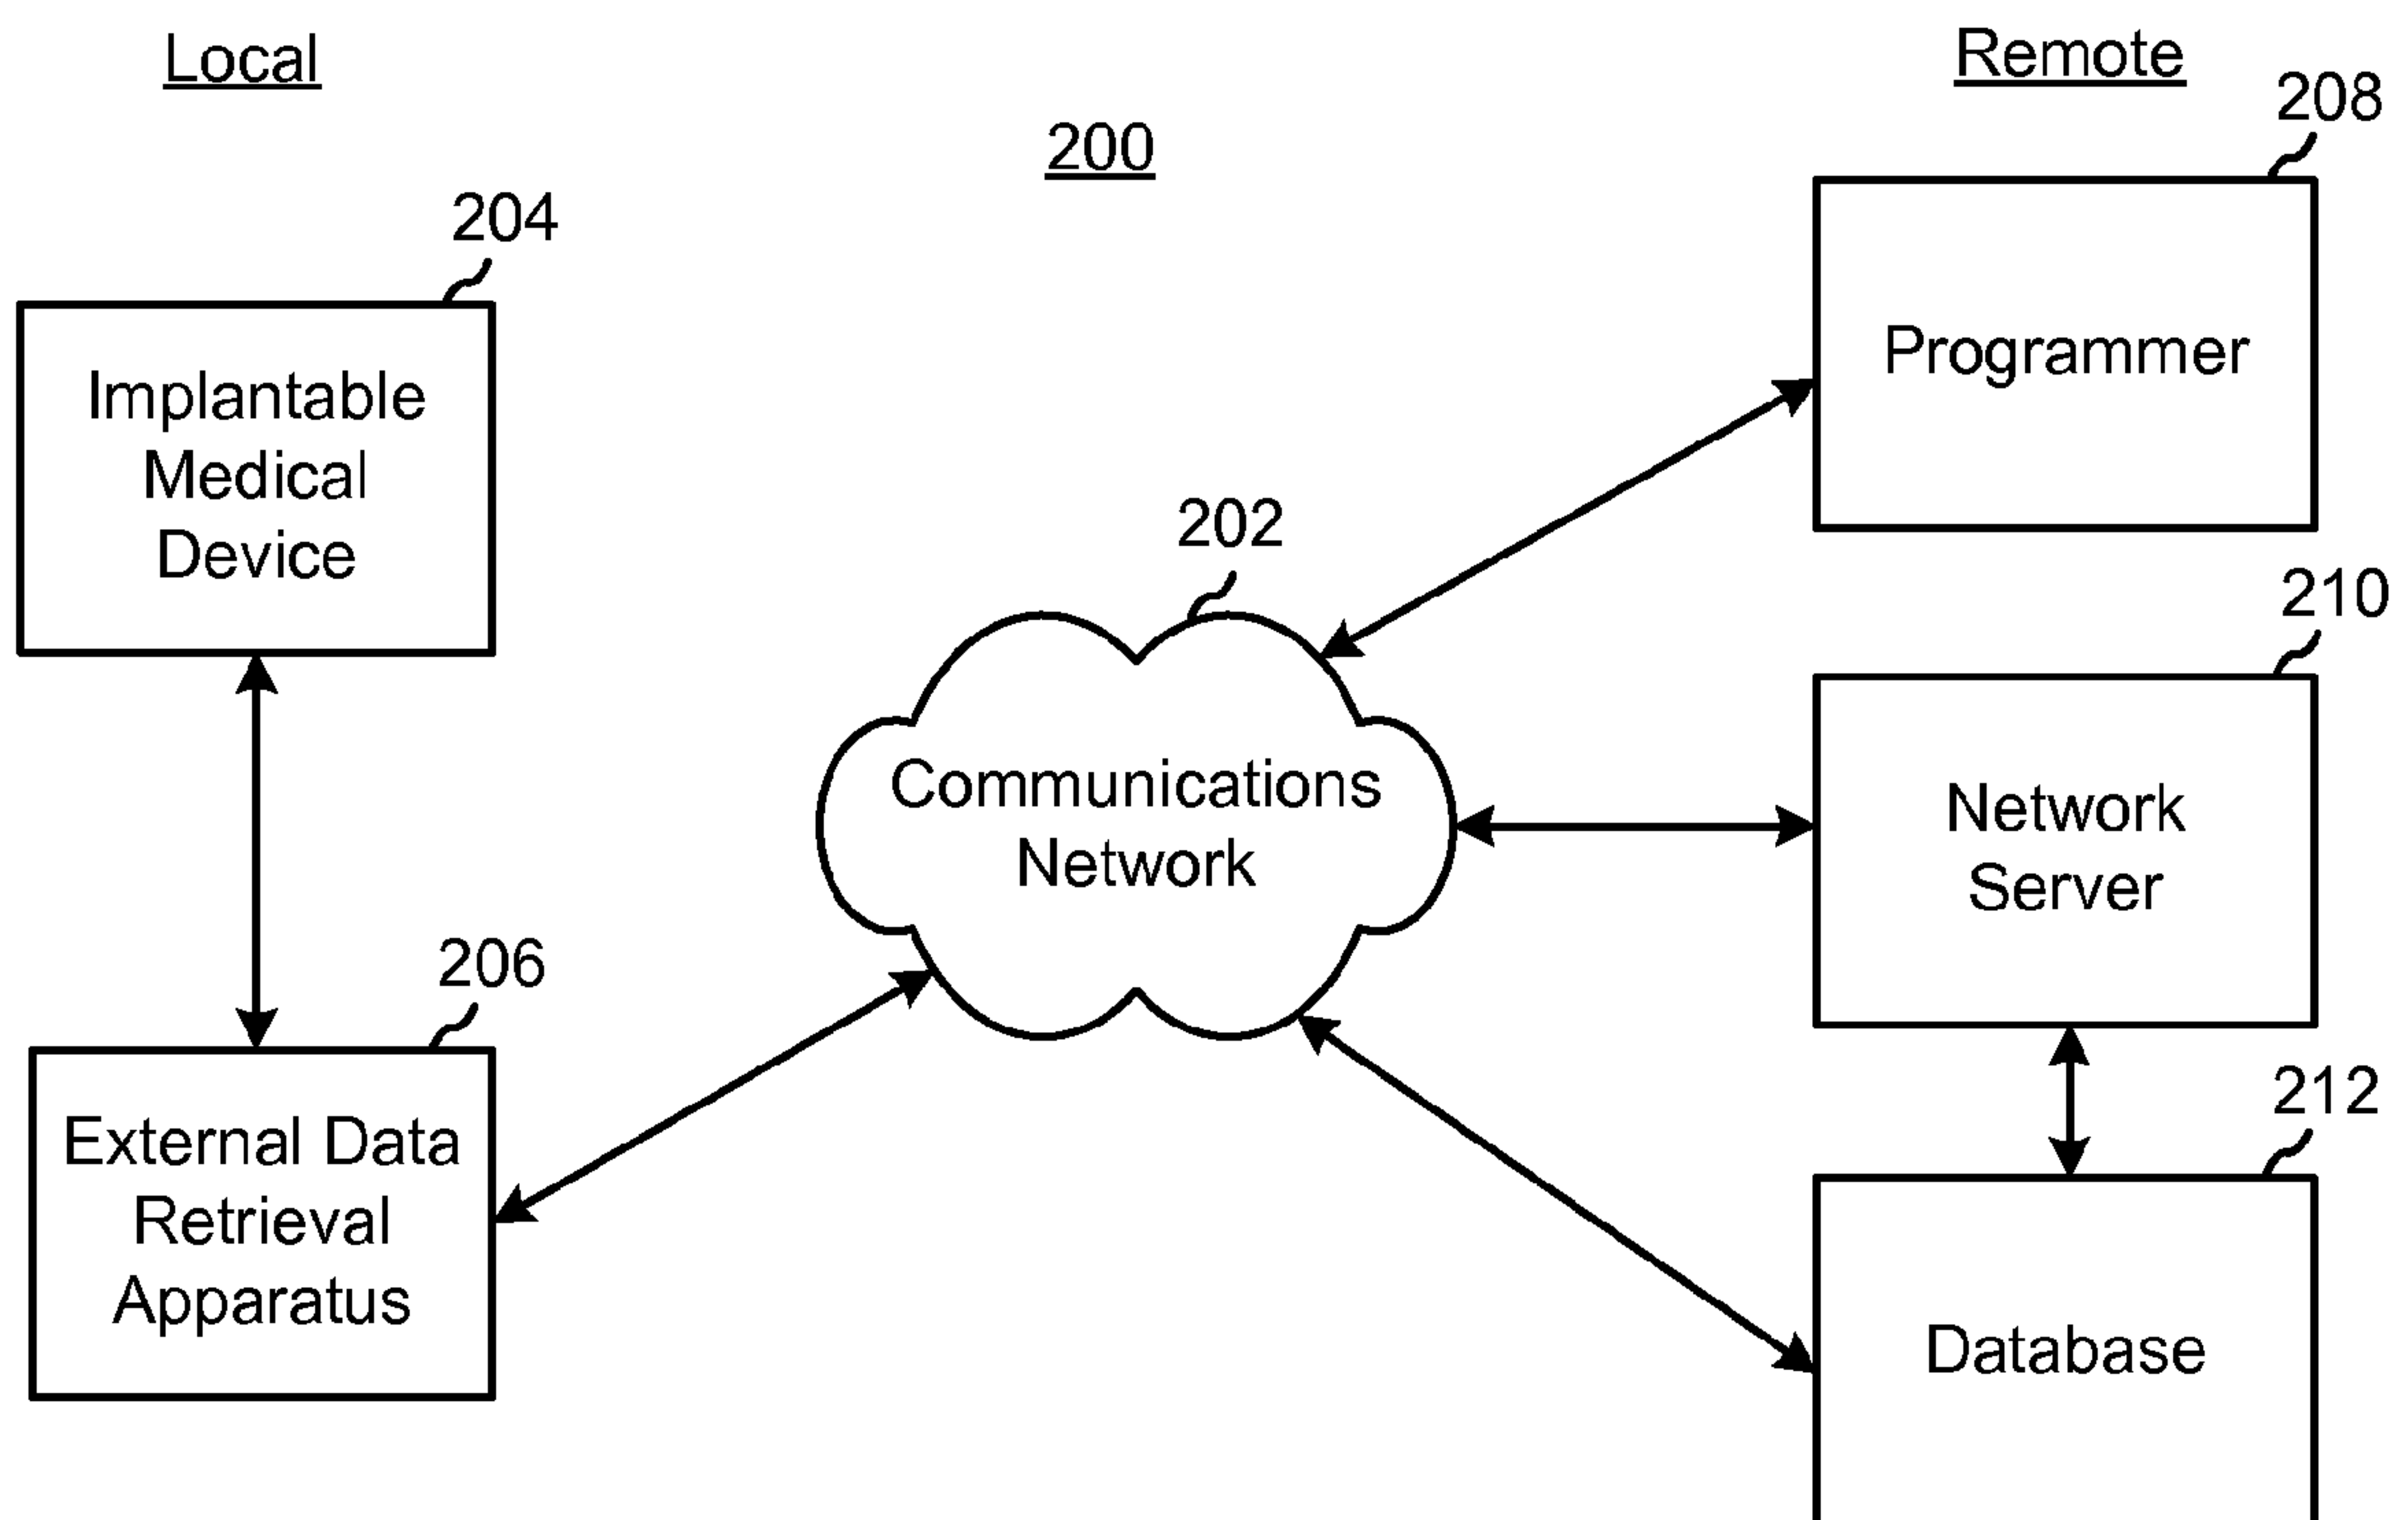 Local
Remote
200
204
Implantable
Medical
Device
206
External Data
Retrieval
Apparatus
202
Communications
Network
208
Programmer
210
Network
Server
212
Database